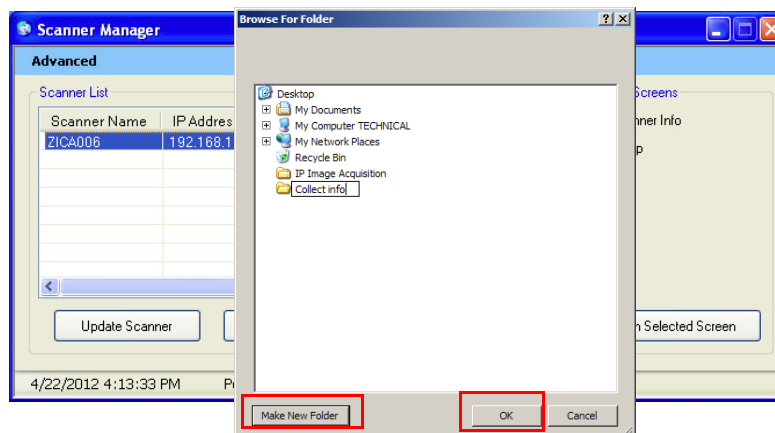 Scanner Manager
Advanced
Scanner List
Scanner Name IP Addres
ZICA006 192.168.1
Update Scanner
4/22/2012 4:13:33 PM
Browse For Folder
Desktop
My Documents
My Computer TECHNICAL
My Network Places
Recycle Bin
IP Image Acquisition
Collect info
Make New Folder OK Cancel
Screens
nner Info
p
n Selected Screen